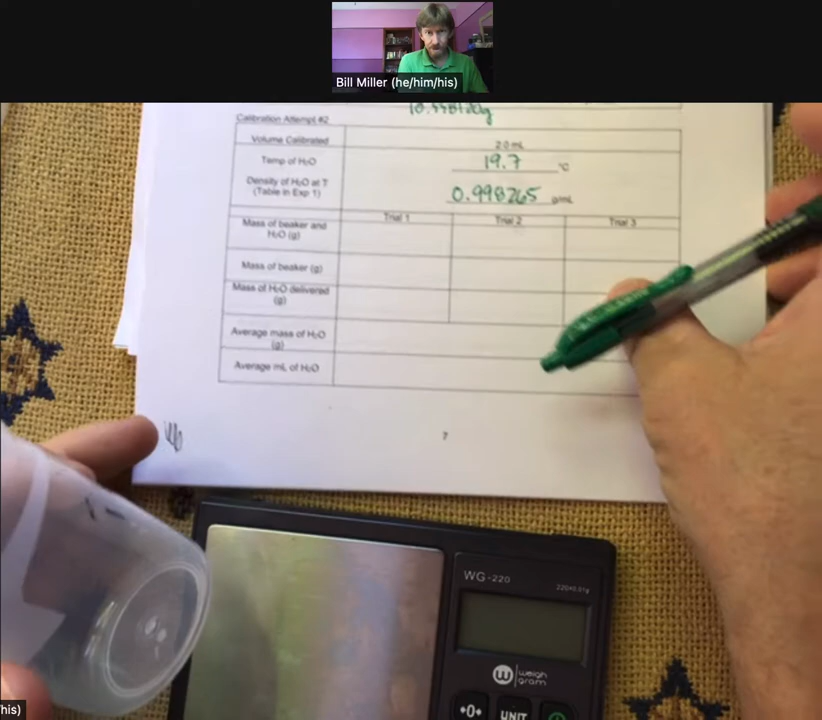 Bill Miller (he/him/his)
Calibration Attempt #2
Volume Calibrated 2.0 mL
Temp of H₂O 19.7 °C
Density of H₂O at T
(Table in Exp 1) 0.998265 g/mL
Trial 1 Trial 2 Trial 3
Mass of beaker and
H₂O (g)
Mass of beaker (g)
Mass of H₂O delivered
(g)
Average mass of H₂O
(g)
Average mL of H₂O
7
WG-220
220x0.01g
W weigh
gram
UNIT
/his)